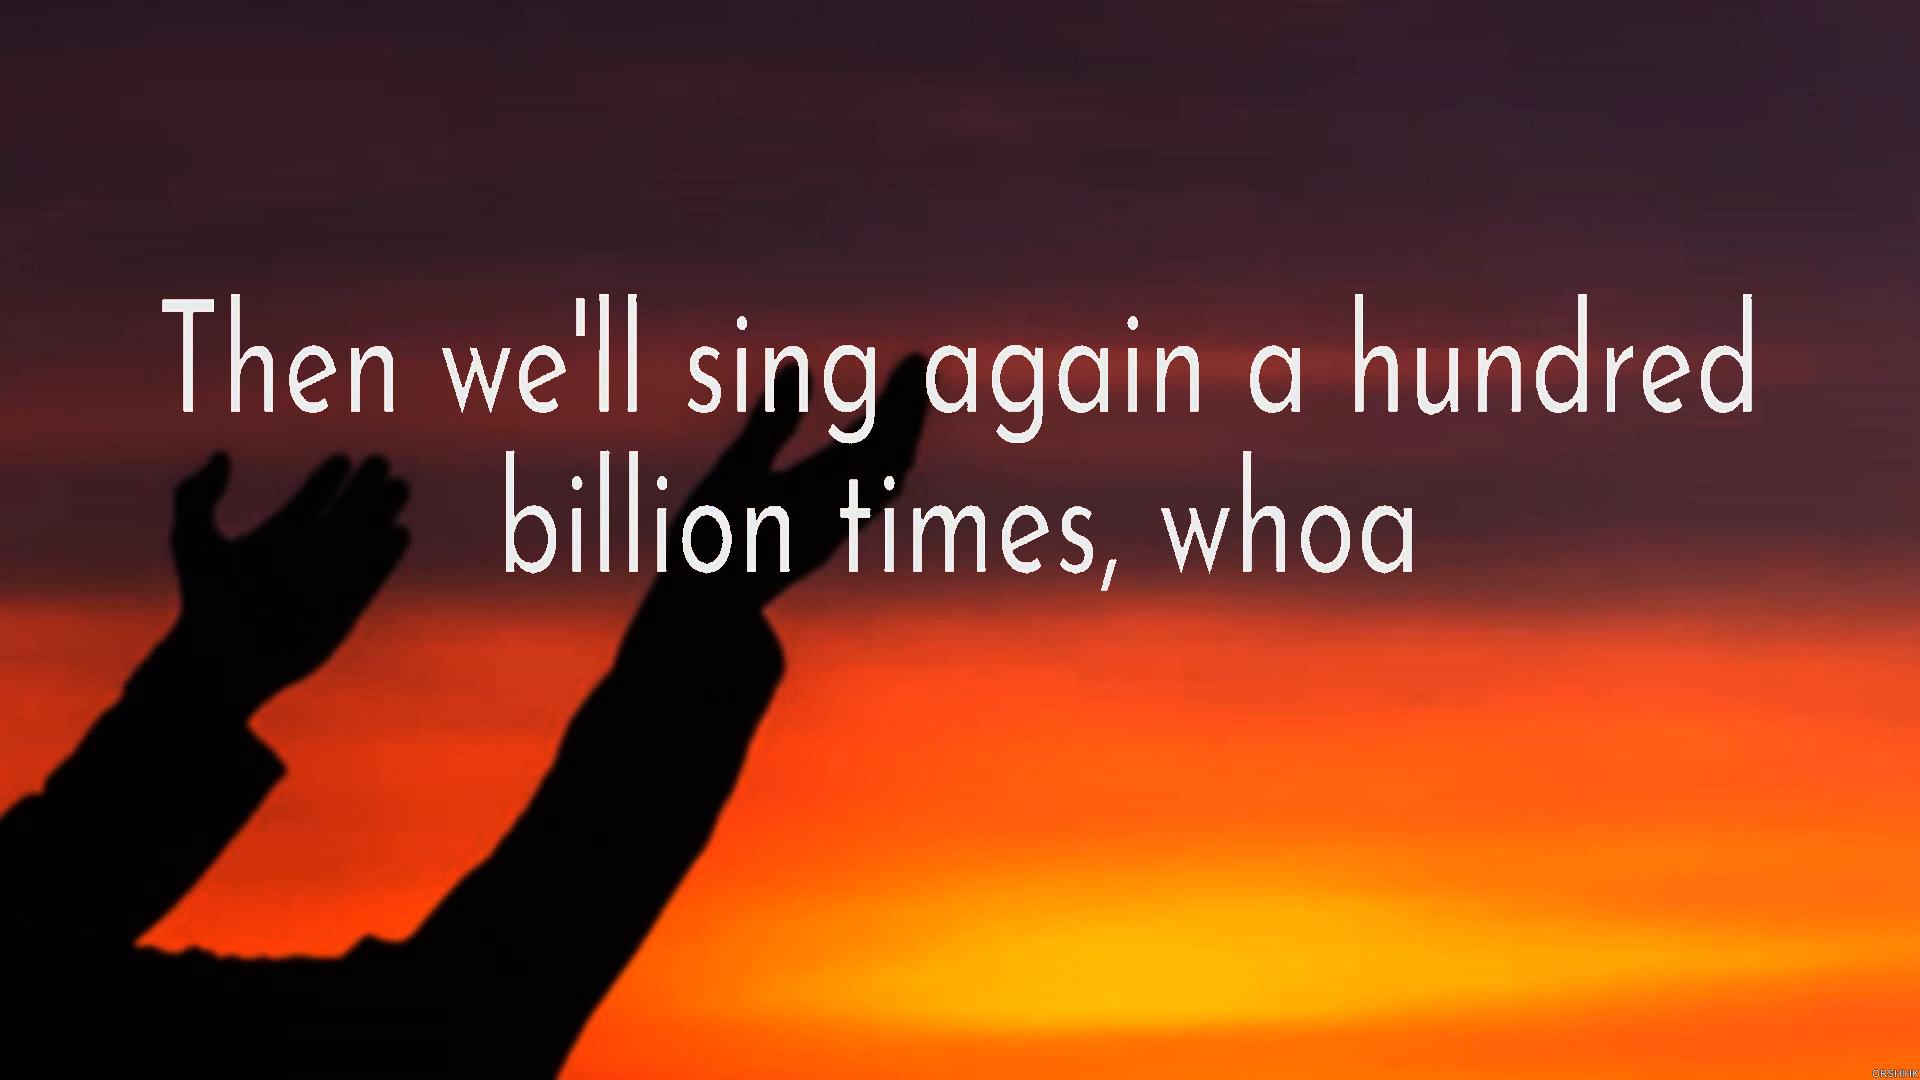 Then we'll sing again a hundred
billion times, whoa